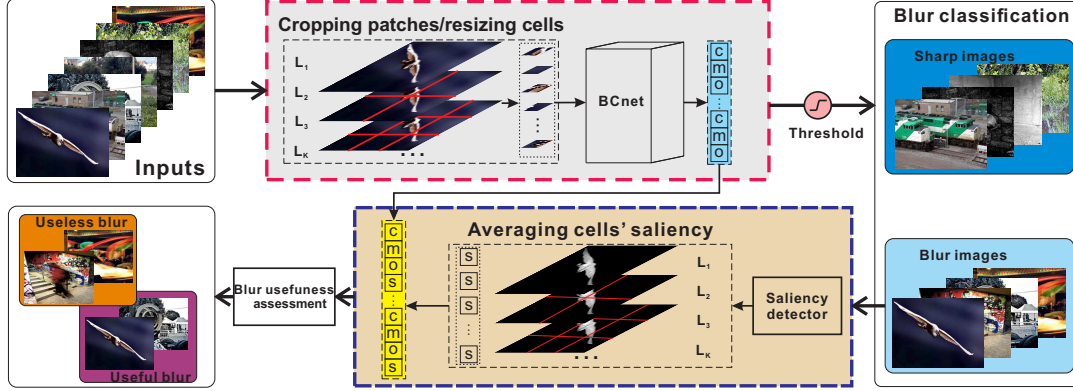 Inputs
Cropping patches/resizing cells
L1
L2
L3
LK
...
BCnet
c
m
o
...
c
m
o
Threshold
Blur classification
Sharp images
Blur images
Saliency
detector
Averaging cells' saliency
L1
L2
L3
LK
...
s
s
s
s
c
m
o
s
...
c
m
o
s
Blur usefuness
assessment
Useless blur
Useful blur